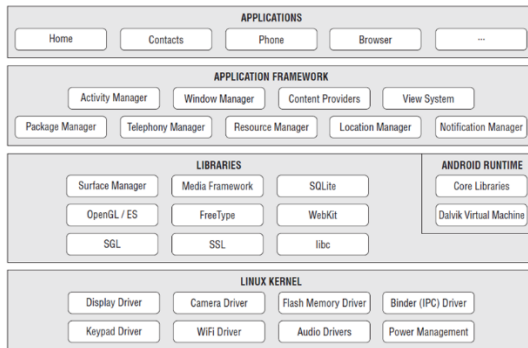 APPLICATIONS
Home Contacts Phone Browser ...
APPLICATION FRAMEWORK
Activity Manager Window Manager Content Providers View System
Package Manager Telephony Manager Resource Manager Location Manager Notification Manager
LIBRARIES ANDROID RUNTIME
Surface Manager Media Framework SQLite Core Libraries
OpenGL / ES FreeType WebKit Dalvik Virtual Machine
SGL SSL libc
LINUX KERNEL
Display Driver Camera Driver Flash Memory Driver Binder (IPC) Driver
Keypad Driver WiFi Driver Audio Drivers Power Management